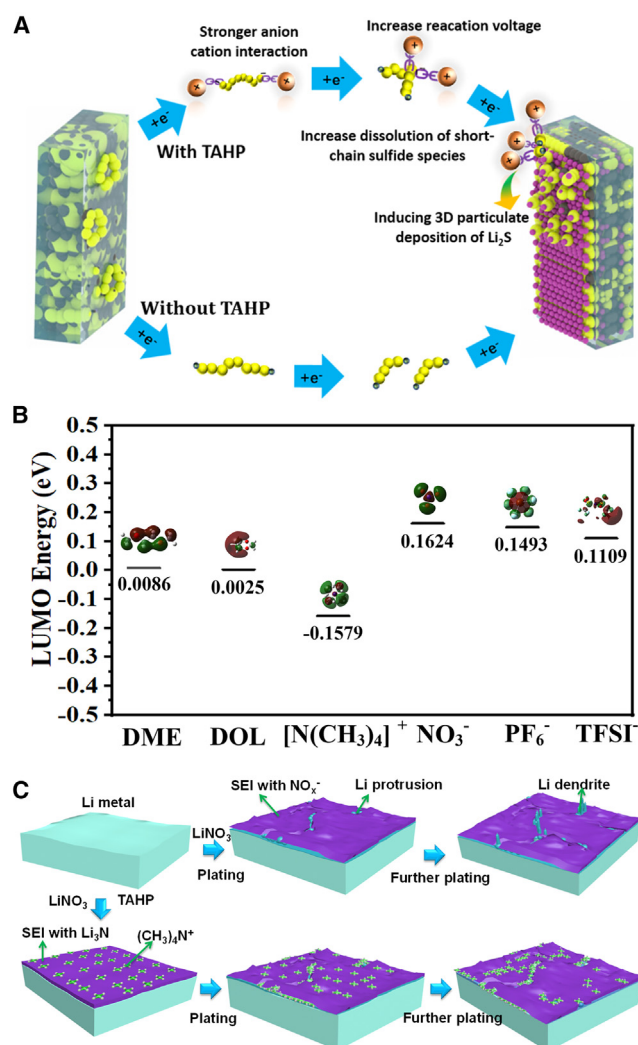 A
Stronger anion
cation interaction
Increase reacation voltage
+e-
+e-
+e-
With TAHP
Increase dissolution of short-
chain sulfide species
Inducing 3D particulate
deposition of Li2S
Without TAHP
+e-
+e-
+e-
B
LUMO Energy (eV)
0.5
0.4
0.3
0.2
0.1
0.0
-0.1
-0.2
-0.3
-0.4
-0.5
0.0086
0.0025
-0.1579
0.1624
0.1493
0.1109
DME DOL [N(CH3)4]+ NO3- PF6- TFSI-
C
Li metal
SEI with NOx-
Li protrusion
Li dendrite
LiNO3
Plating
Further plating
LiNO3 TAHP
SEI with Li3N
(CH3)4N+
Plating
Further plating